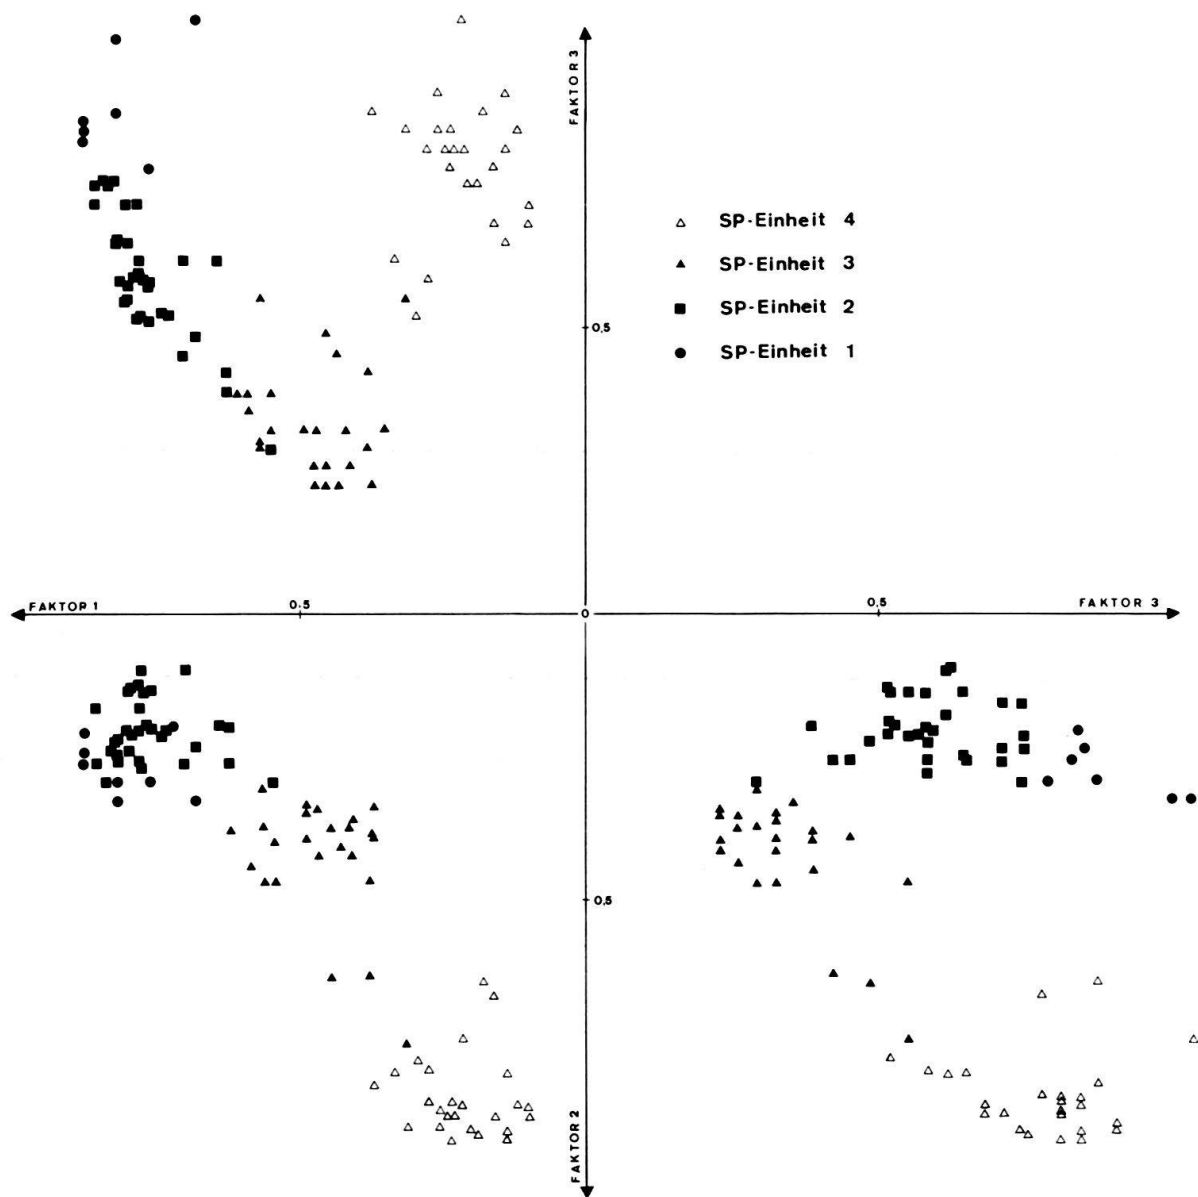 FAKTOR 3
SP-Einheit 4
SP-Einheit 3
SP-Einheit 2
SP-Einheit 1
0,5
FAKTOR 1
0.5
0
0,5
FAKTOR 3
0,5
FAKTOR 2